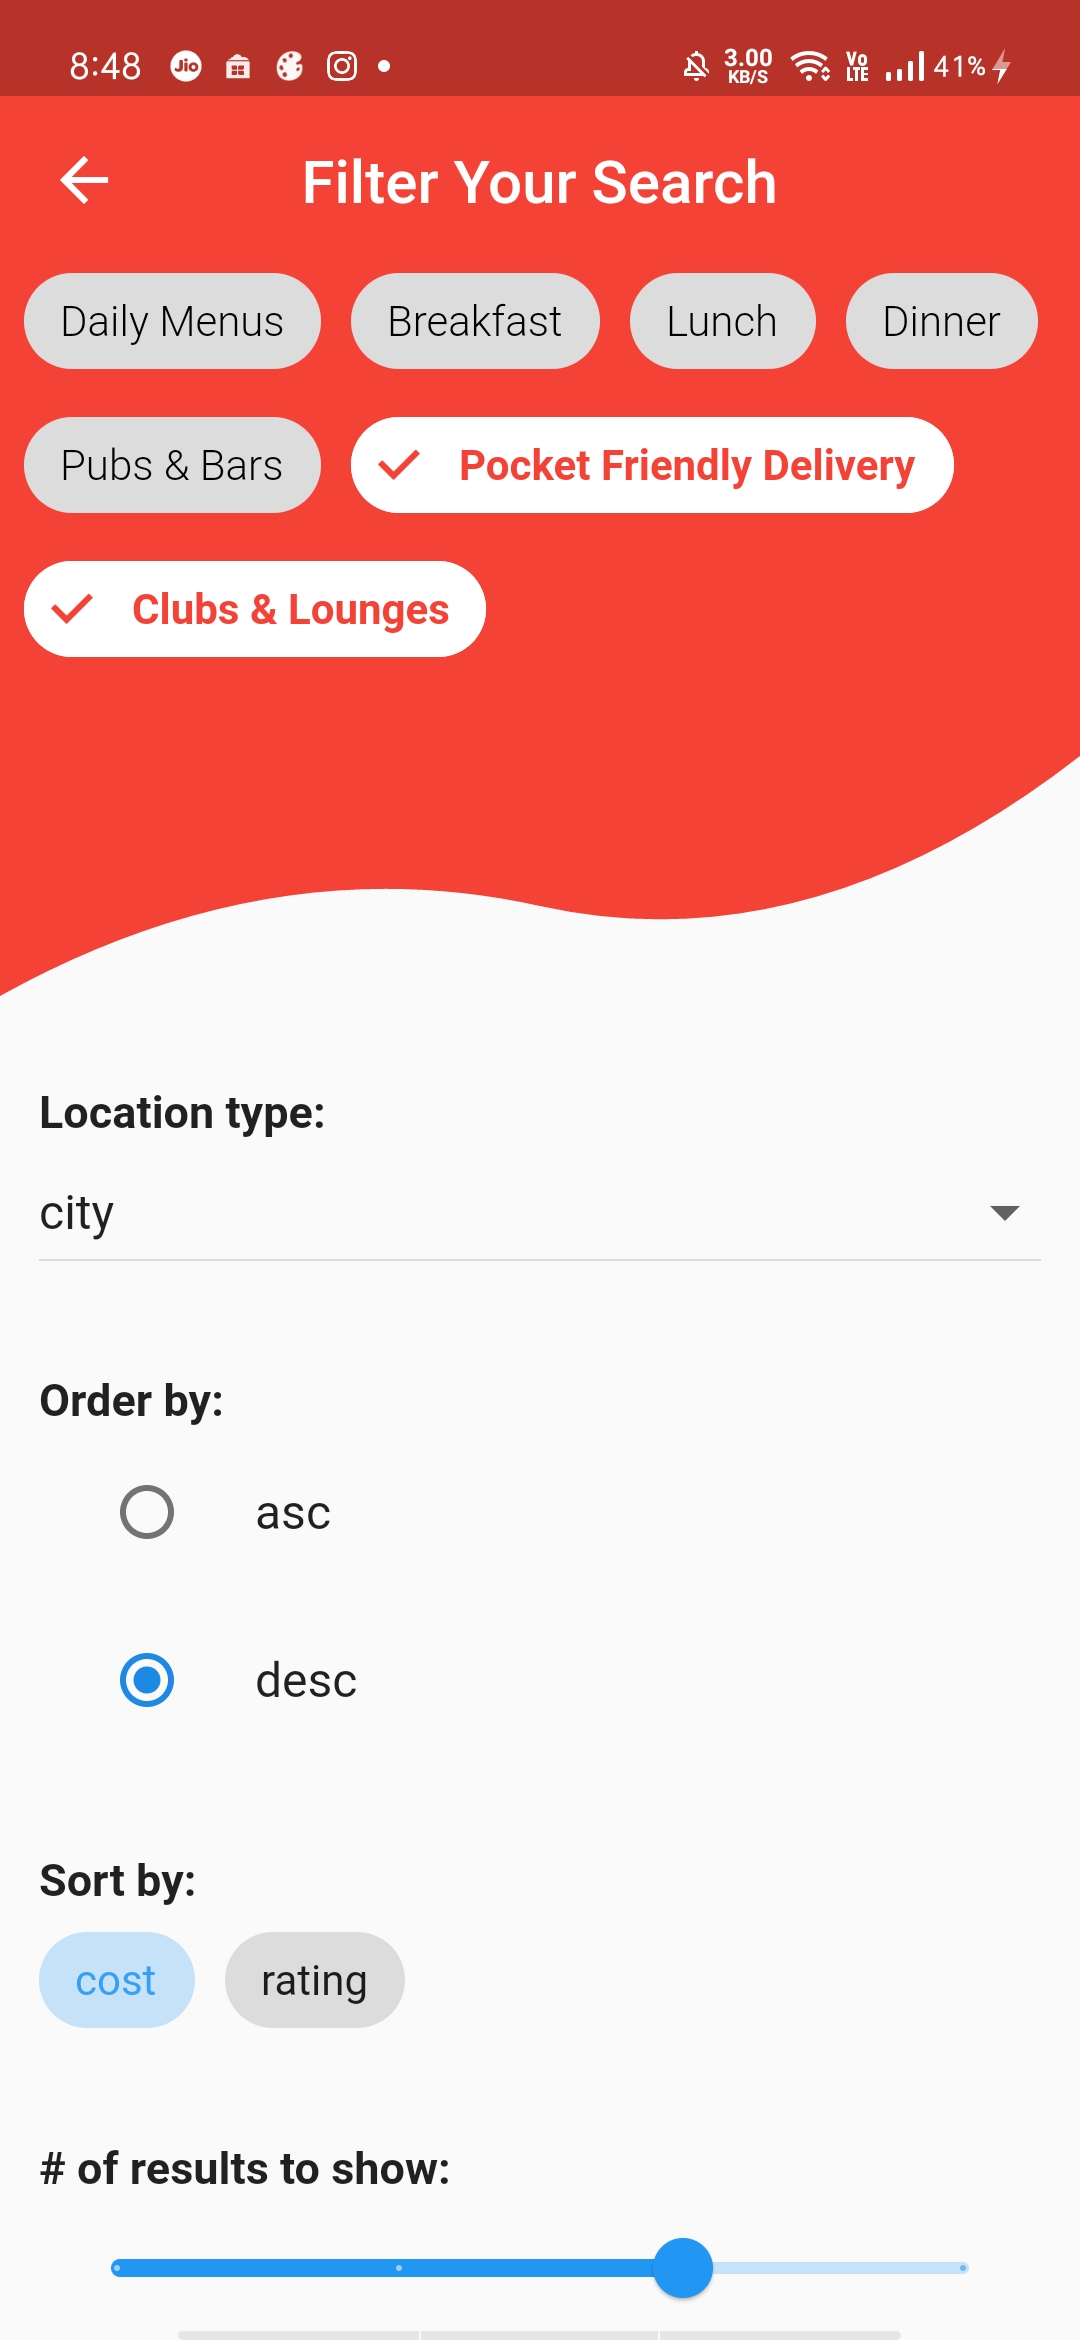 8:48 Jio 3.00 KB/S Vo LTE 41%
Filter Your Search
Daily Menus Breakfast Lunch Dinner
Pubs & Bars Pocket Friendly Delivery
Clubs & Lounges
Location type:
city
Order by:
asc
desc
Sort by:
cost rating
# of results to show: